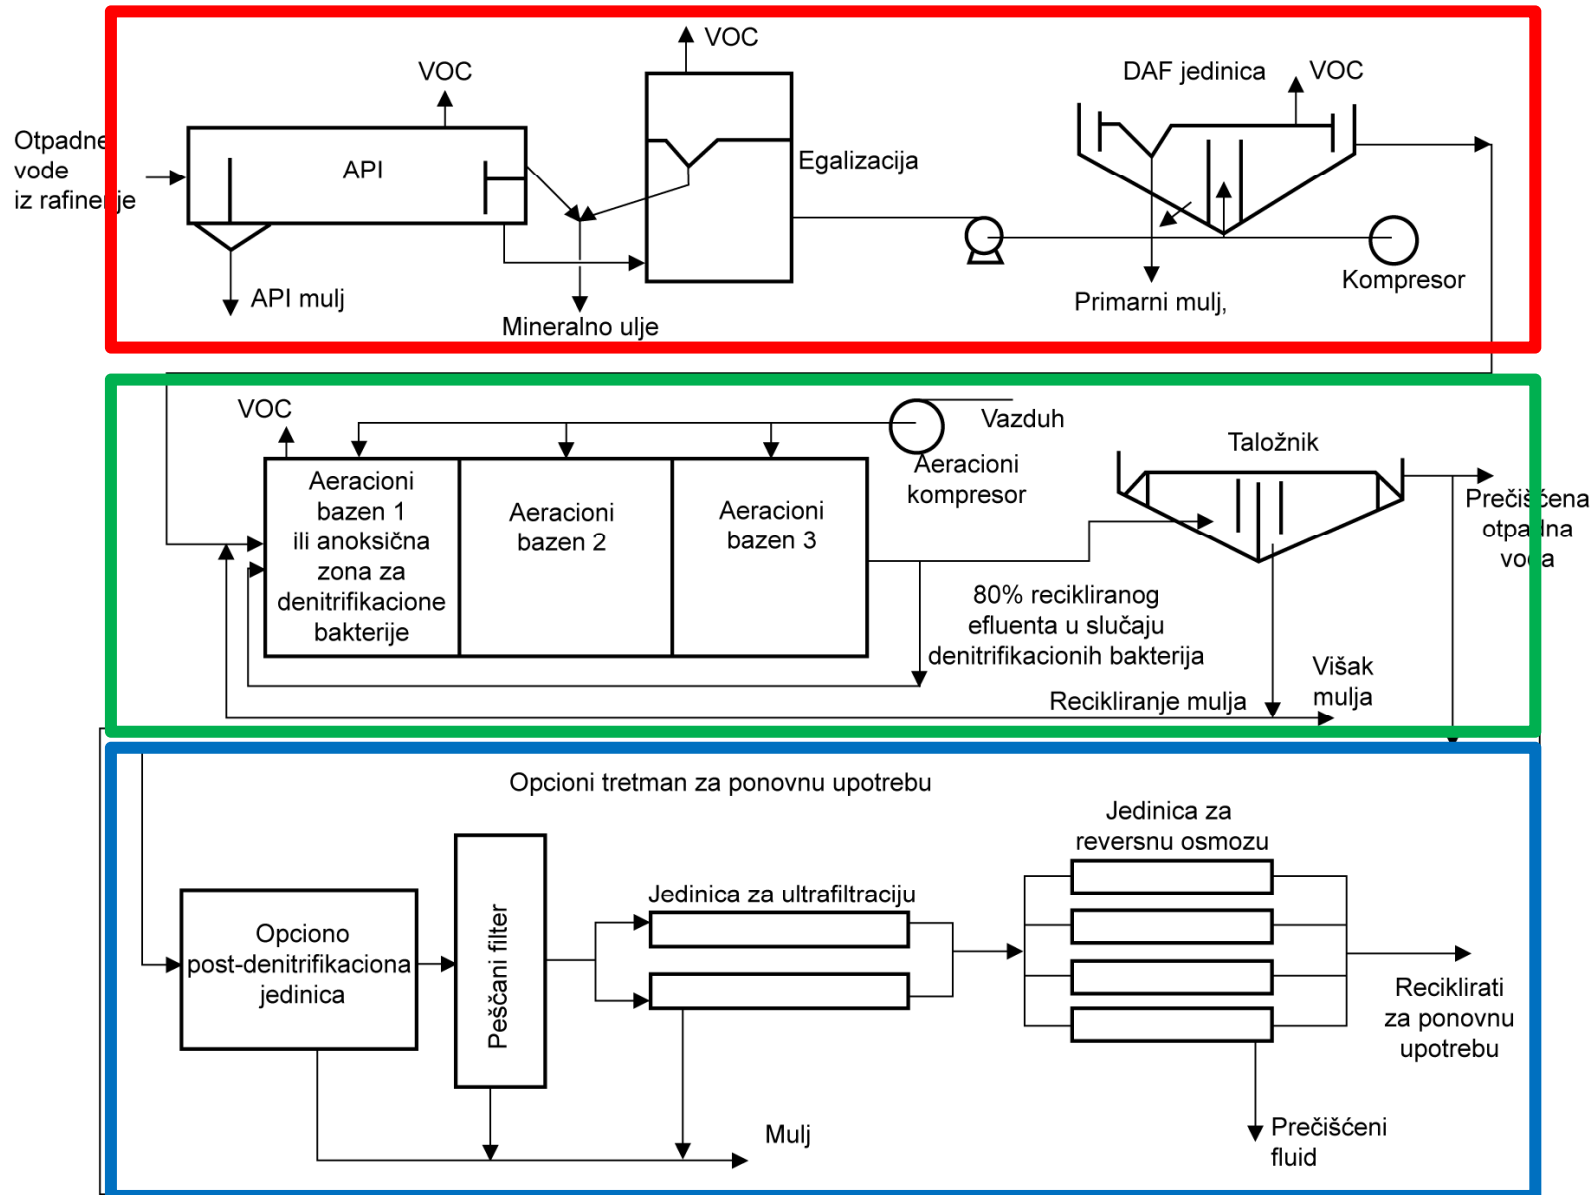 VOC
VOC
DAF jedinica
VOC
Otpadne
vode
iz rafinerije
API
Egalizacija
API mulj
Mineralno ulje
Primarni mulj,
Kompresor
VOC
Vazduh
Aeracioni
kompresor
Taložnik
Aeracioni
bazen 1
ili anoksična
zona za
denitrifikacione
bakterije
Aeracioni
bazen 2
Aeracioni
bazen 3
Prečišćena
otpadna
voda
80% recikliranog
efluenta u slučaju
denitrifikacionih bakterija
Recikliranje mulja
Višak
mulja
Opcioni tretman za ponovnu upotrebu
Opciono
post-denitrifikaciona
jedinica
Peščani filter
Jedinica za ultrafiltraciju
Jedinica za
reversnu osmozu
Reciklirati
za ponovnu
upotrebu
Mulj
Prečišćeni
fluid